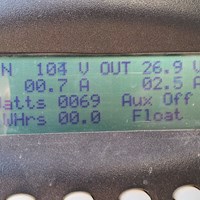 N 104 V OUT 26.9 V
00.7 A 02.5 A
Watts 0069 Aux Off
WHrs 00.0 Float